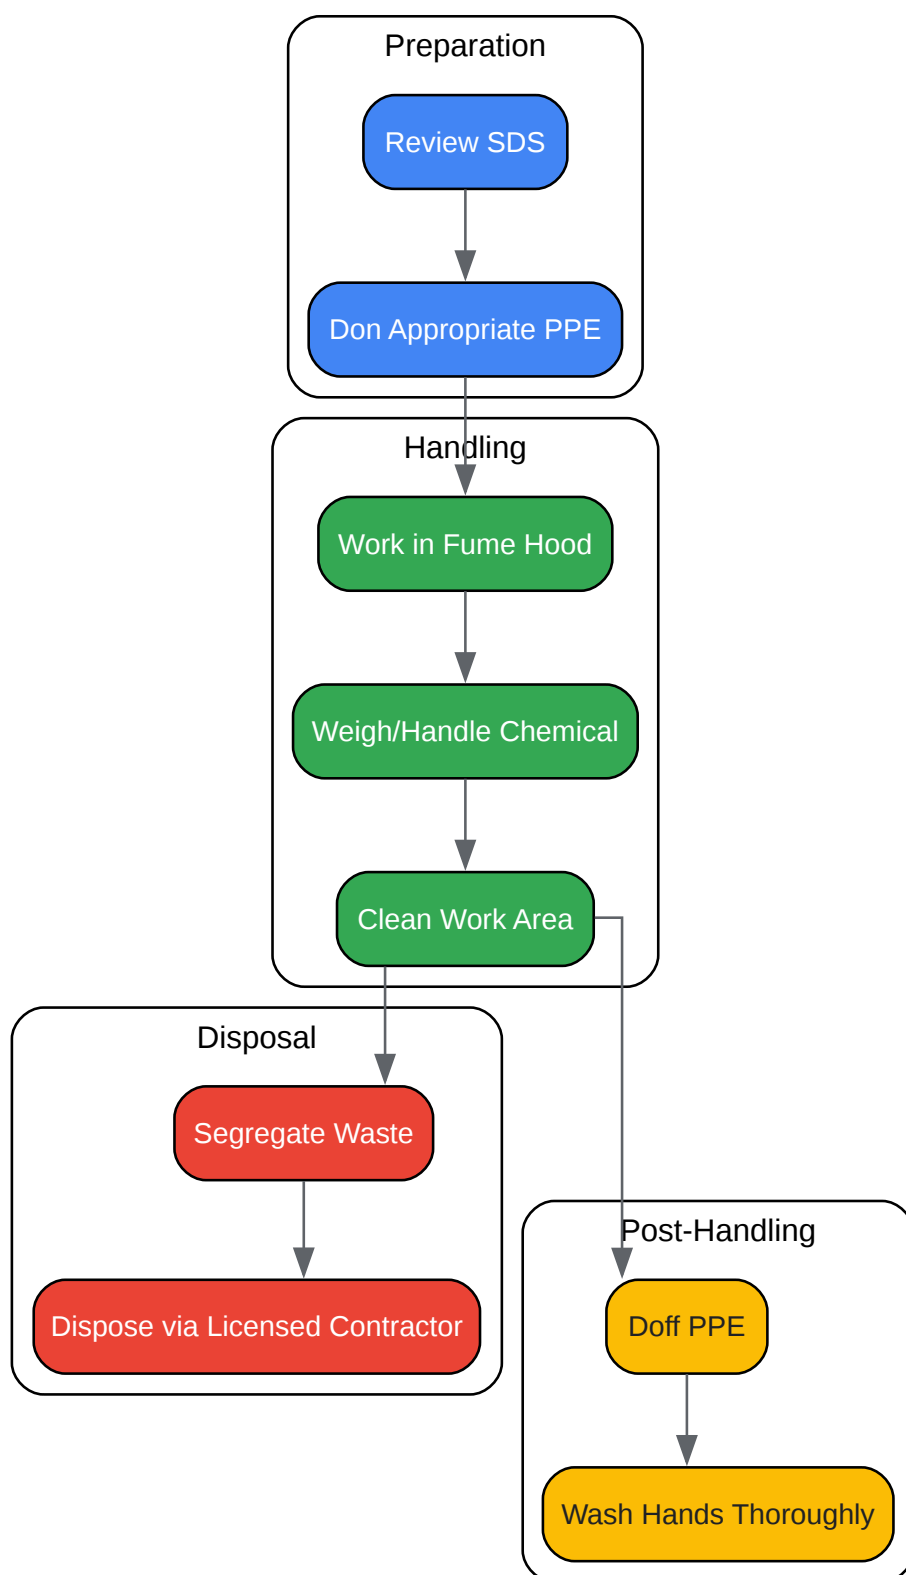 Preparation
Review SDS
Don Appropriate PPE
Handling
Work in Fume Hood
Weigh/Handle Chemical
Clean Work Area
Disposal
Segregate Waste
Dispose via Licensed Contractor
Post-Handling
Doff PPE
Wash Hands Thoroughly